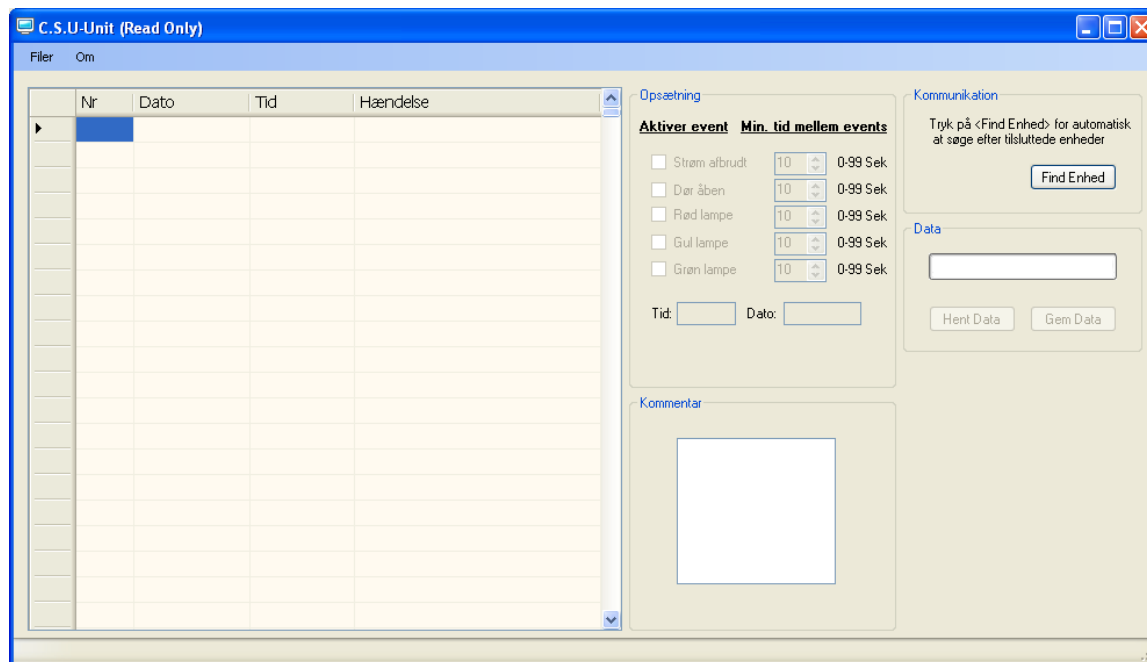 C.S.U-Unit (Read Only)
Filer Om
Nr Dato Tid Hændelse
Opsætning
Aktiver event Min. tid mellem events
Strøm afbrudt 10 0-99 Sek
Dør åben 10 0-99 Sek
Rød lampe 10 0-99 Sek
Gul lampe 10 0-99 Sek
Grøn lampe 10 0-99 Sek
Tid: Dato:
Kommentar
Kommunikation
Tryk på <Find Enhed> for automatisk
at søge efter tilsluttede enheder
Find Enhed
Data
Hent Data Gem Data